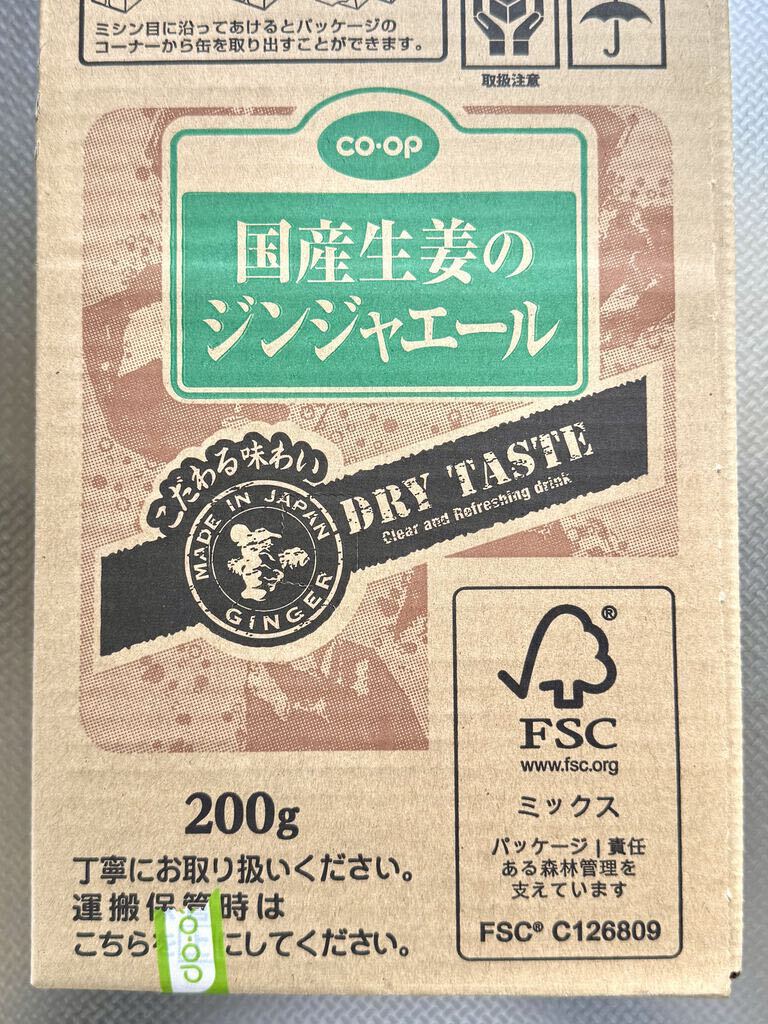 ミシン目に沿ってあけるとパッケージの
コーナーから缶を取り出すことができます。
取扱注意
CO·OP
国産生姜の
ジンジャエール
こだわる味わい
MADE IN JAPAN
GINGER
DRY TASTE
Clear and Refreshing drink
FSC®
www.fsc.org
ミックス
パッケージ | 責任
ある森林管理を
支えています
FSC® C126809
200g
丁寧にお取り扱いください。
運搬保管時は
こちらを にしてください。
CO·OP